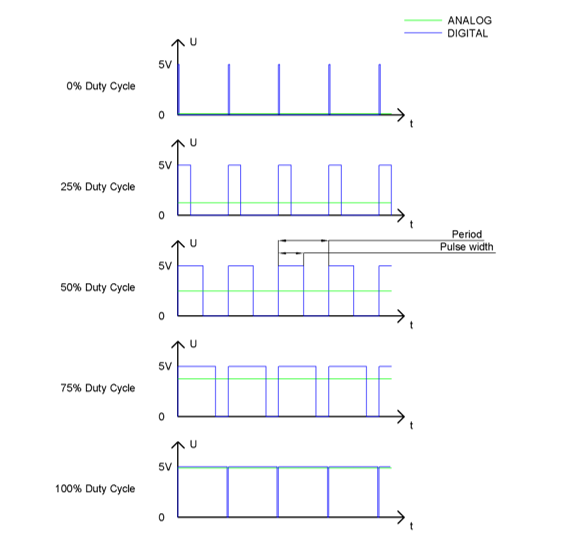 ANALOG
DIGITAL
U
5V
0% Duty Cycle
0
t
U
5V
25% Duty Cycle
0
t
Period
U
Pulse width
5V
50% Duty Cycle
0
t
U
5V
75% Duty Cycle
0
t
U
5V
100% Duty Cycle
0
t